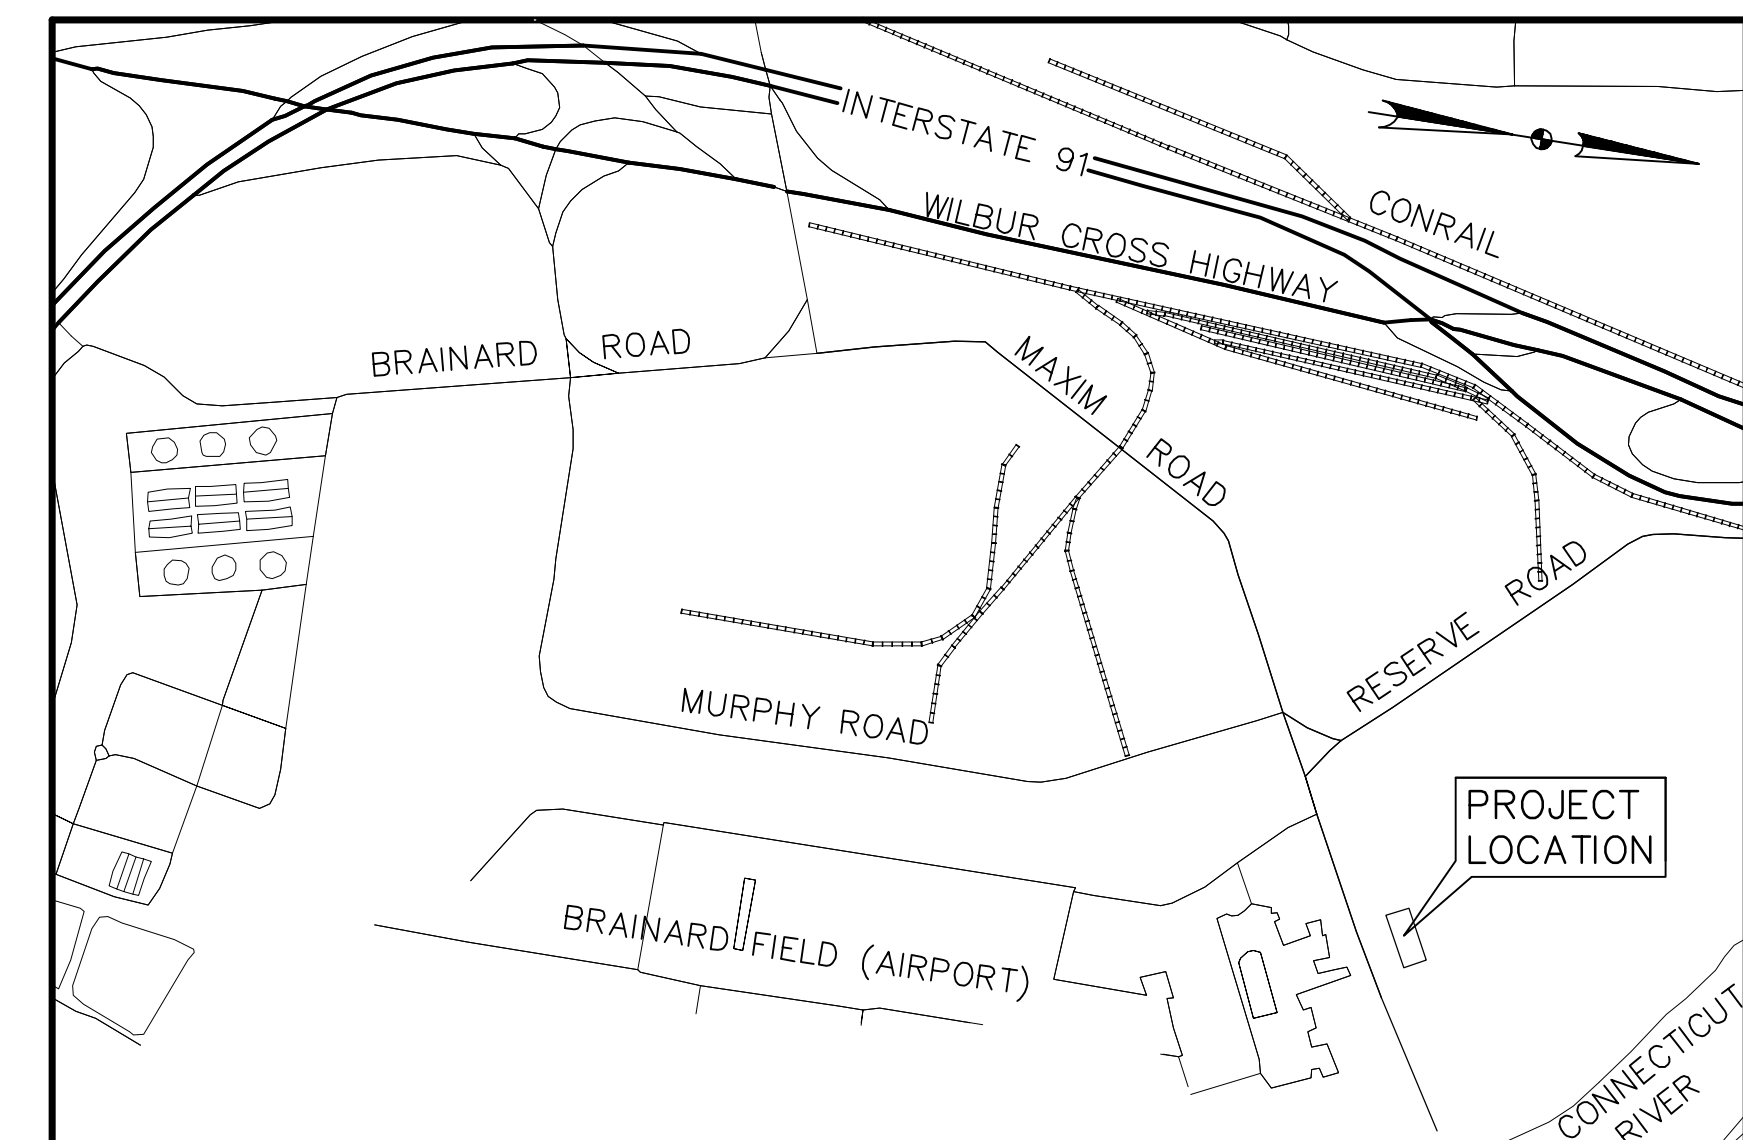 INTERSTATE 91
CONRAIL
WILBUR CROSS HIGHWAY
BRAINARD ROAD
MAXIM ROAD
RESERVE ROAD
MURPHY ROAD
PROJECT
LOCATION
BRAINARD FIELD (AIRPORT)
CONNECTICUT
RIVER